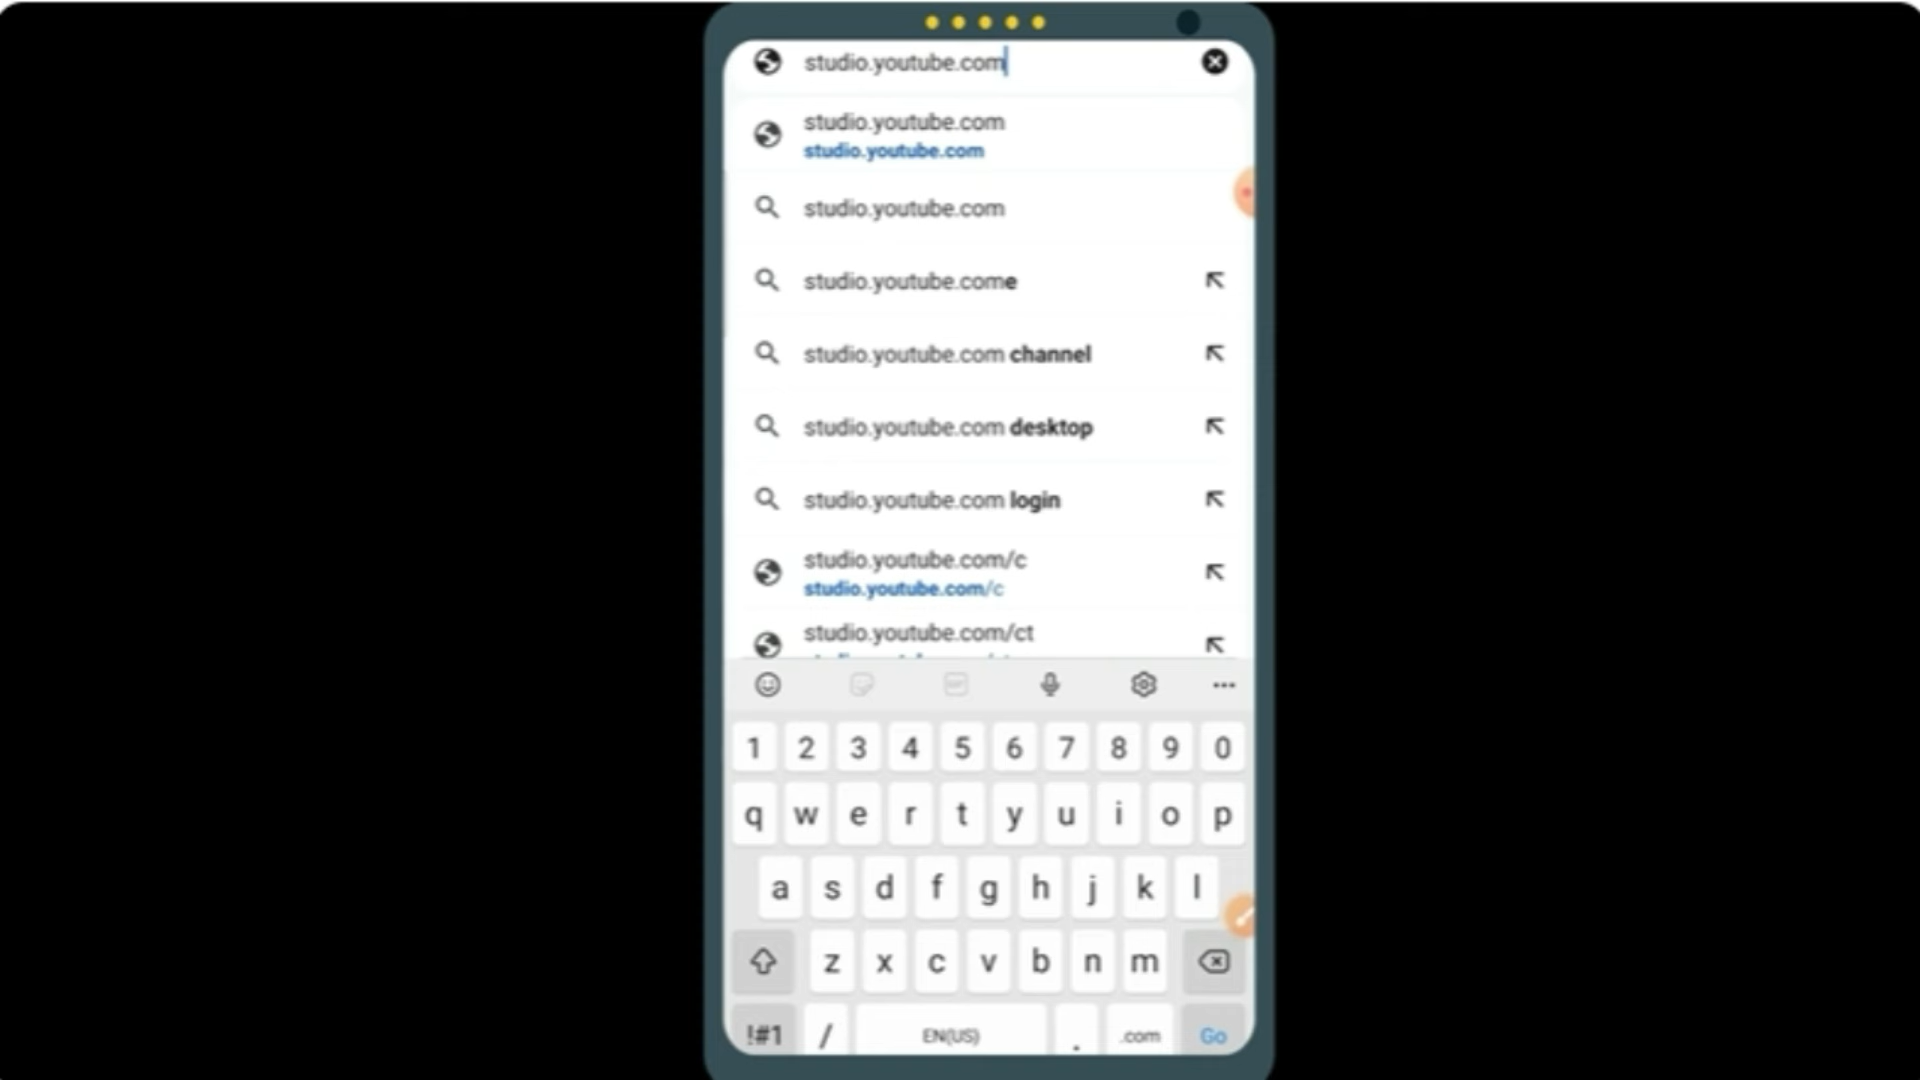 studio.youtube.com
studio.youtube.com
studio.youtube.com
studio.youtube.com
studio.youtube.come
studio.youtube.com channel
studio.youtube.com desktop
studio.youtube.com login
studio.youtube.com/c
studio.youtube.com/c
studio.youtube.com/ct
1 2 3 4 5 6 7 8 9 0
q w e r t y u i o p
a s d f g h j k l
z x c v b n m
!#1 / EN(US) . .com Go